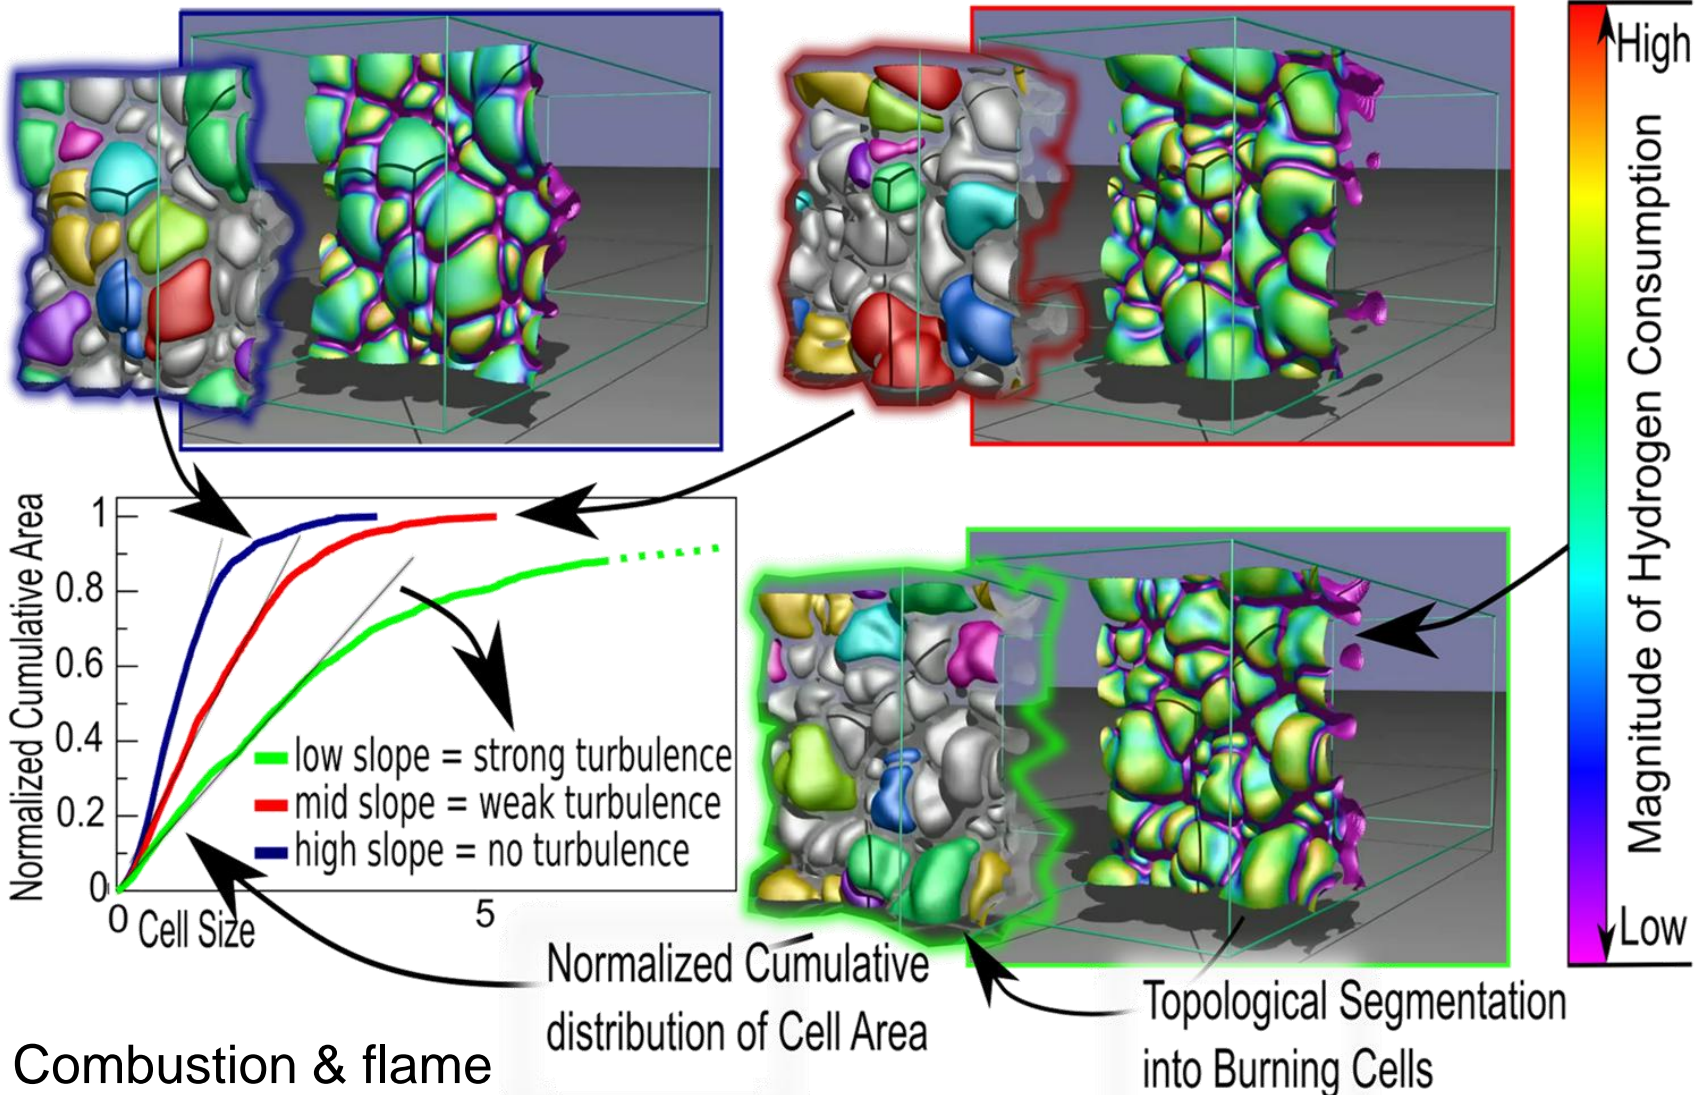 High
Magnitude of Hydrogen Consumption
Low
Normalized Cumulative Area
1
0.8
0.6
0.4
0.2
0
0
5
Cell Size
low slope = strong turbulence
mid slope = weak turbulence
high slope = no turbulence
Normalized Cumulative
distribution of Cell Area
Topological Segmentation
into Burning Cells
Combustion & flame